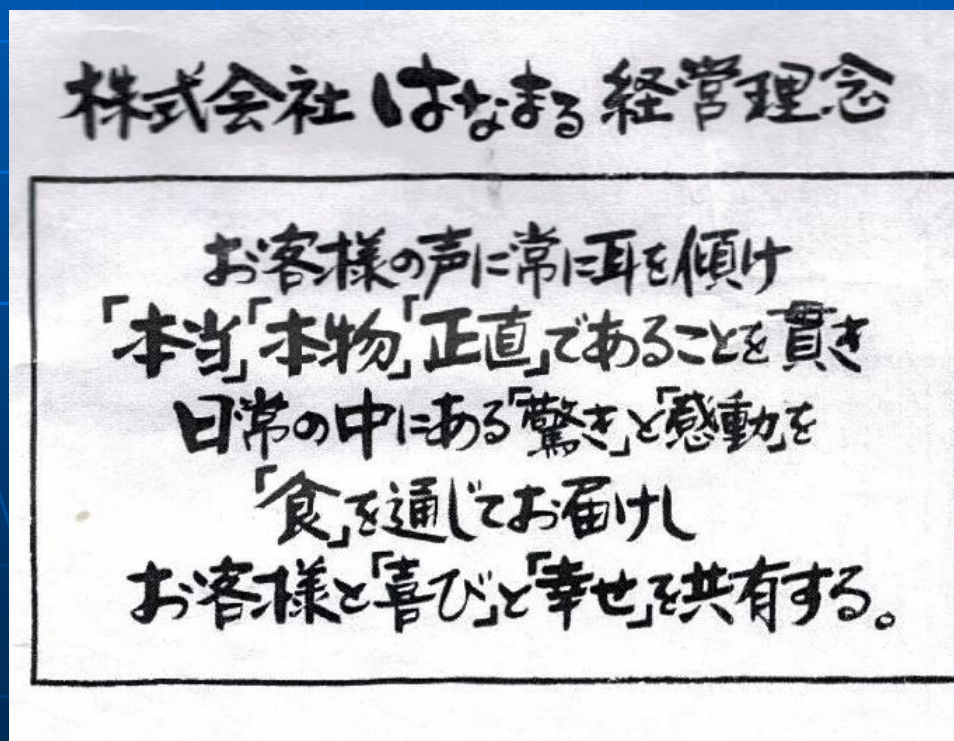 株式会社はなまる経営理念
お客様の声に常に耳を傾け
「本当」「本物」「正直」であることを貫き
日常の中にある「驚き」と「感動」を
「食」を通じてお届けし
お客様と「喜び」と「幸せ」を共有する。